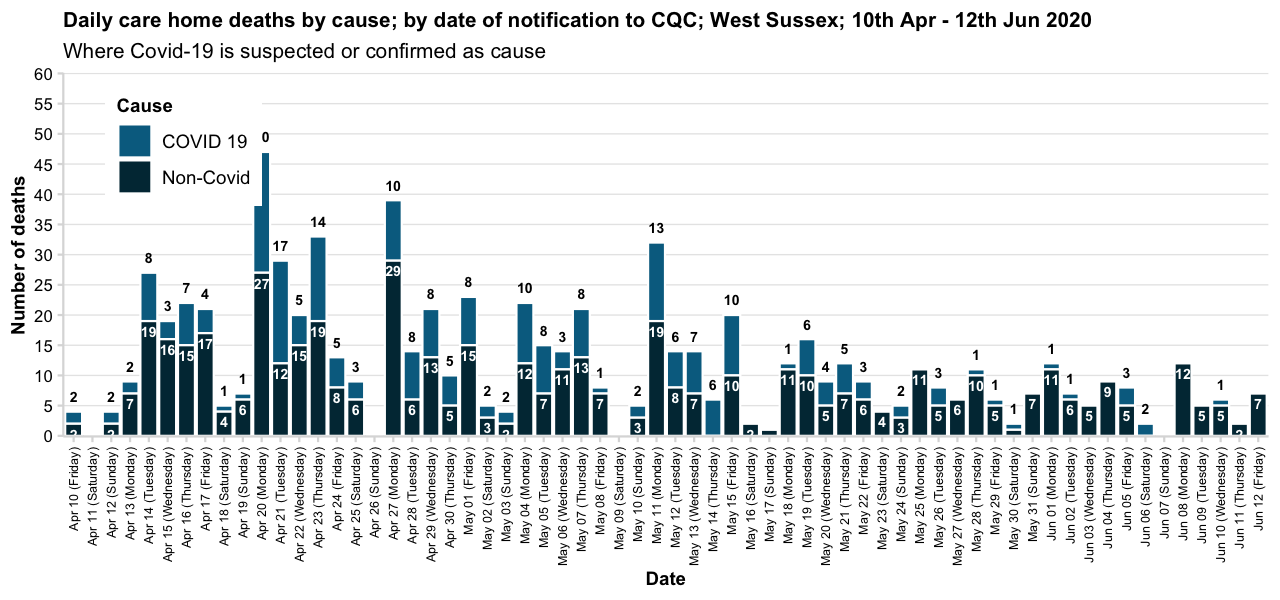 Daily care home deaths by cause; by date of notification to CQC; West Sussex; 10th Apr - 12th Jun 2020
Where Covid-19 is suspected or confirmed as cause
Cause
COVID 19
Non-Covid
Number of deaths
60
55
50
45
40
35
30
25
20
15
10
5
0
2 2 2 8 3 7 4 1 1 0 17 5 14 5 3 10 8 8 5 8 2 2 10 8 3 8 1 2 13 6 7 6 10 1 6 4 5 3 2 3 1 1 1 1 1 3 2 1
2 2 7 19 16 15 17 4 6 27 12 15 19 8 6 29 6 13 5 15 3 2 12 7 11 13 7 3 19 8 7 10 2 11 10 5 7 6 4 3 11 5 6 10 5 7 11 6 5 9 5 12 5 5 2 7
Apr 10 (Friday)
Apr 11 (Saturday)
Apr 12 (Sunday)
Apr 13 (Monday)
Apr 14 (Tuesday)
Apr 15 (Wednesday)
Apr 16 (Thursday)
Apr 17 (Friday)
Apr 18 (Saturday)
Apr 19 (Sunday)
Apr 20 (Monday)
Apr 21 (Tuesday)
Apr 22 (Wednesday)
Apr 23 (Thursday)
Apr 24 (Friday)
Apr 25 (Saturday)
Apr 26 (Sunday)
Apr 27 (Monday)
Apr 28 (Tuesday)
Apr 29 (Wednesday)
Apr 30 (Thursday)
May 01 (Friday)
May 02 (Saturday)
May 03 (Sunday)
May 04 (Monday)
May 05 (Tuesday)
May 06 (Wednesday)
May 07 (Thursday)
May 08 (Friday)
May 09 (Saturday)
May 10 (Sunday)
May 11 (Monday)
May 12 (Tuesday)
May 13 (Wednesday)
May 14 (Thursday)
May 15 (Friday)
May 16 (Saturday)
May 17 (Sunday)
May 18 (Monday)
May 19 (Tuesday)
May 20 (Wednesday)
May 21 (Thursday)
May 22 (Friday)
May 23 (Saturday)
May 24 (Sunday)
May 25 (Monday)
May 26 (Tuesday)
May 27 (Wednesday)
May 28 (Thursday)
May 29 (Friday)
May 30 (Saturday)
May 31 (Sunday)
Jun 01 (Monday)
Jun 02 (Tuesday)
Jun 03 (Wednesday)
Jun 04 (Thursday)
Jun 05 (Friday)
Jun 06 (Saturday)
Jun 07 (Sunday)
Jun 08 (Monday)
Jun 09 (Tuesday)
Jun 10 (Wednesday)
Jun 11 (Thursday)
Jun 12 (Friday)
Date